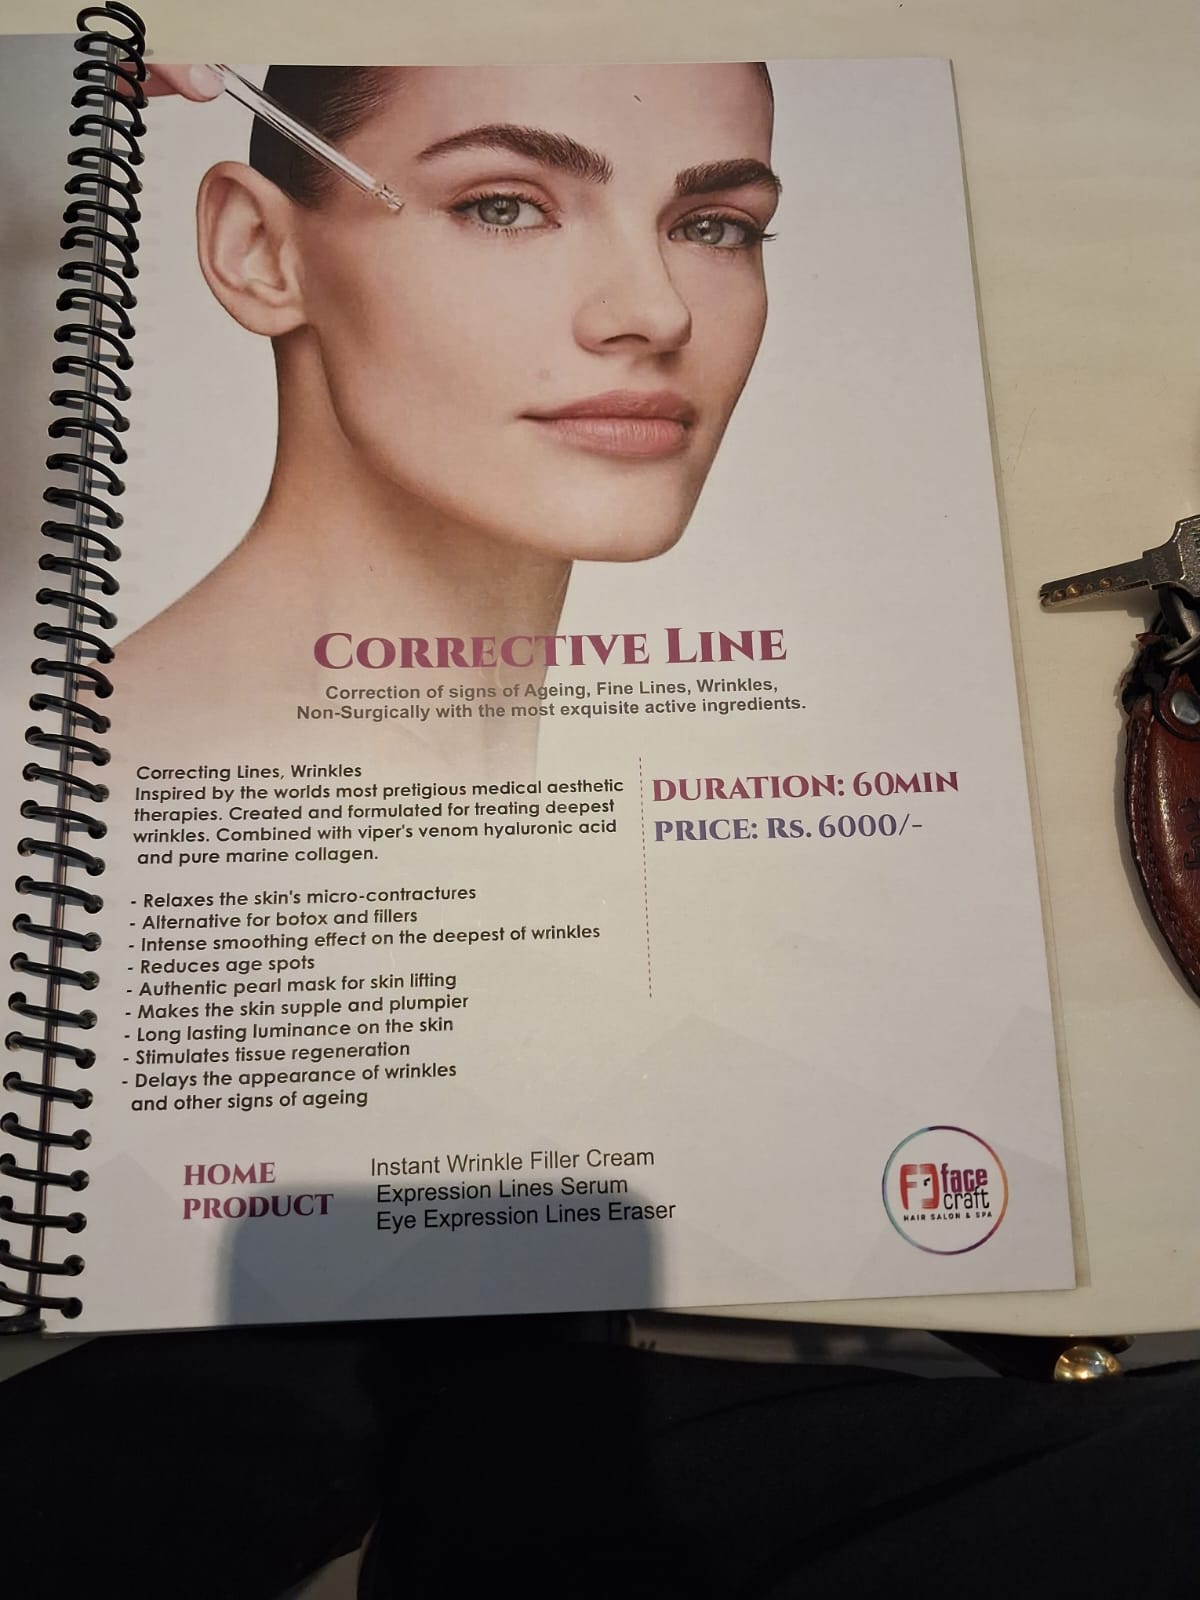 CORRECTIVE LINE
Correction of signs of Ageing, Fine Lines, Wrinkles,
Non-Surgically with the most exquisite active ingredients.
Correcting Lines, Wrinkles
Inspired by the worlds most pretigious medical aesthetic
therapies. Created and formulated for treating deepest
wrinkles. Combined with viper's venom hyaluronic acid
and pure marine collagen.
- Relaxes the skin's micro-contractures
- Alternative for botox and fillers
- Intense smoothing effect on the deepest of wrinkles
- Reduces age spots
- Authentic pearl mask for skin lifting
- Makes the skin supple and plumpier
- Long lasting luminance on the skin
- Stimulates tissue regeneration
- Delays the appearance of wrinkles
and other signs of ageing
DURATION: 60MIN
PRICE: RS. 6000/-
HOME
PRODUCT
Instant Wrinkle Filler Cream
Expression Lines Serum
Eye Expression Lines Eraser
face
craft
HAIR SALON & SPA